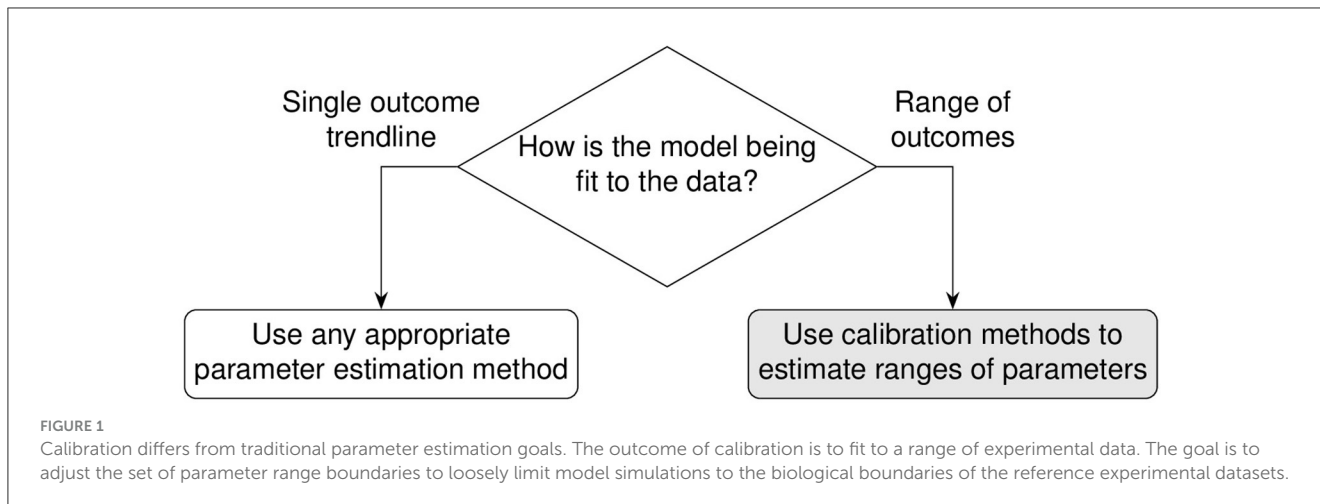 Single outcome
trendline
How is the model being
fit to the data?
Range of
outcomes
Use any appropriate
parameter estimation method
Use calibration methods to
estimate ranges of parameters
FIGURE 1
Calibration differs from traditional parameter estimation goals. The outcome of calibration is to fit to a range of experimental data. The goal is to
adjust the set of parameter range boundaries to loosely limit model simulations to the biological boundaries of the reference experimental datasets.